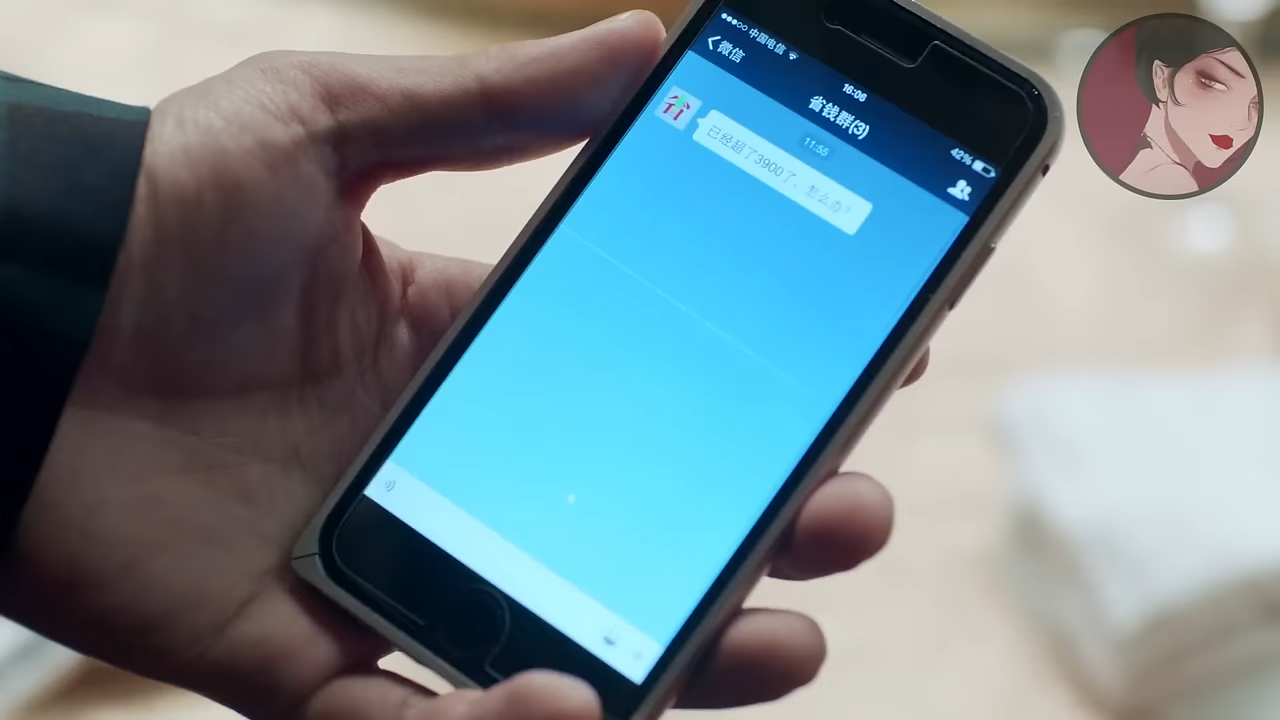 中国电信
16:06
42%
微信
省钱群(3)
11:55
已经超了3900了，怎么办?